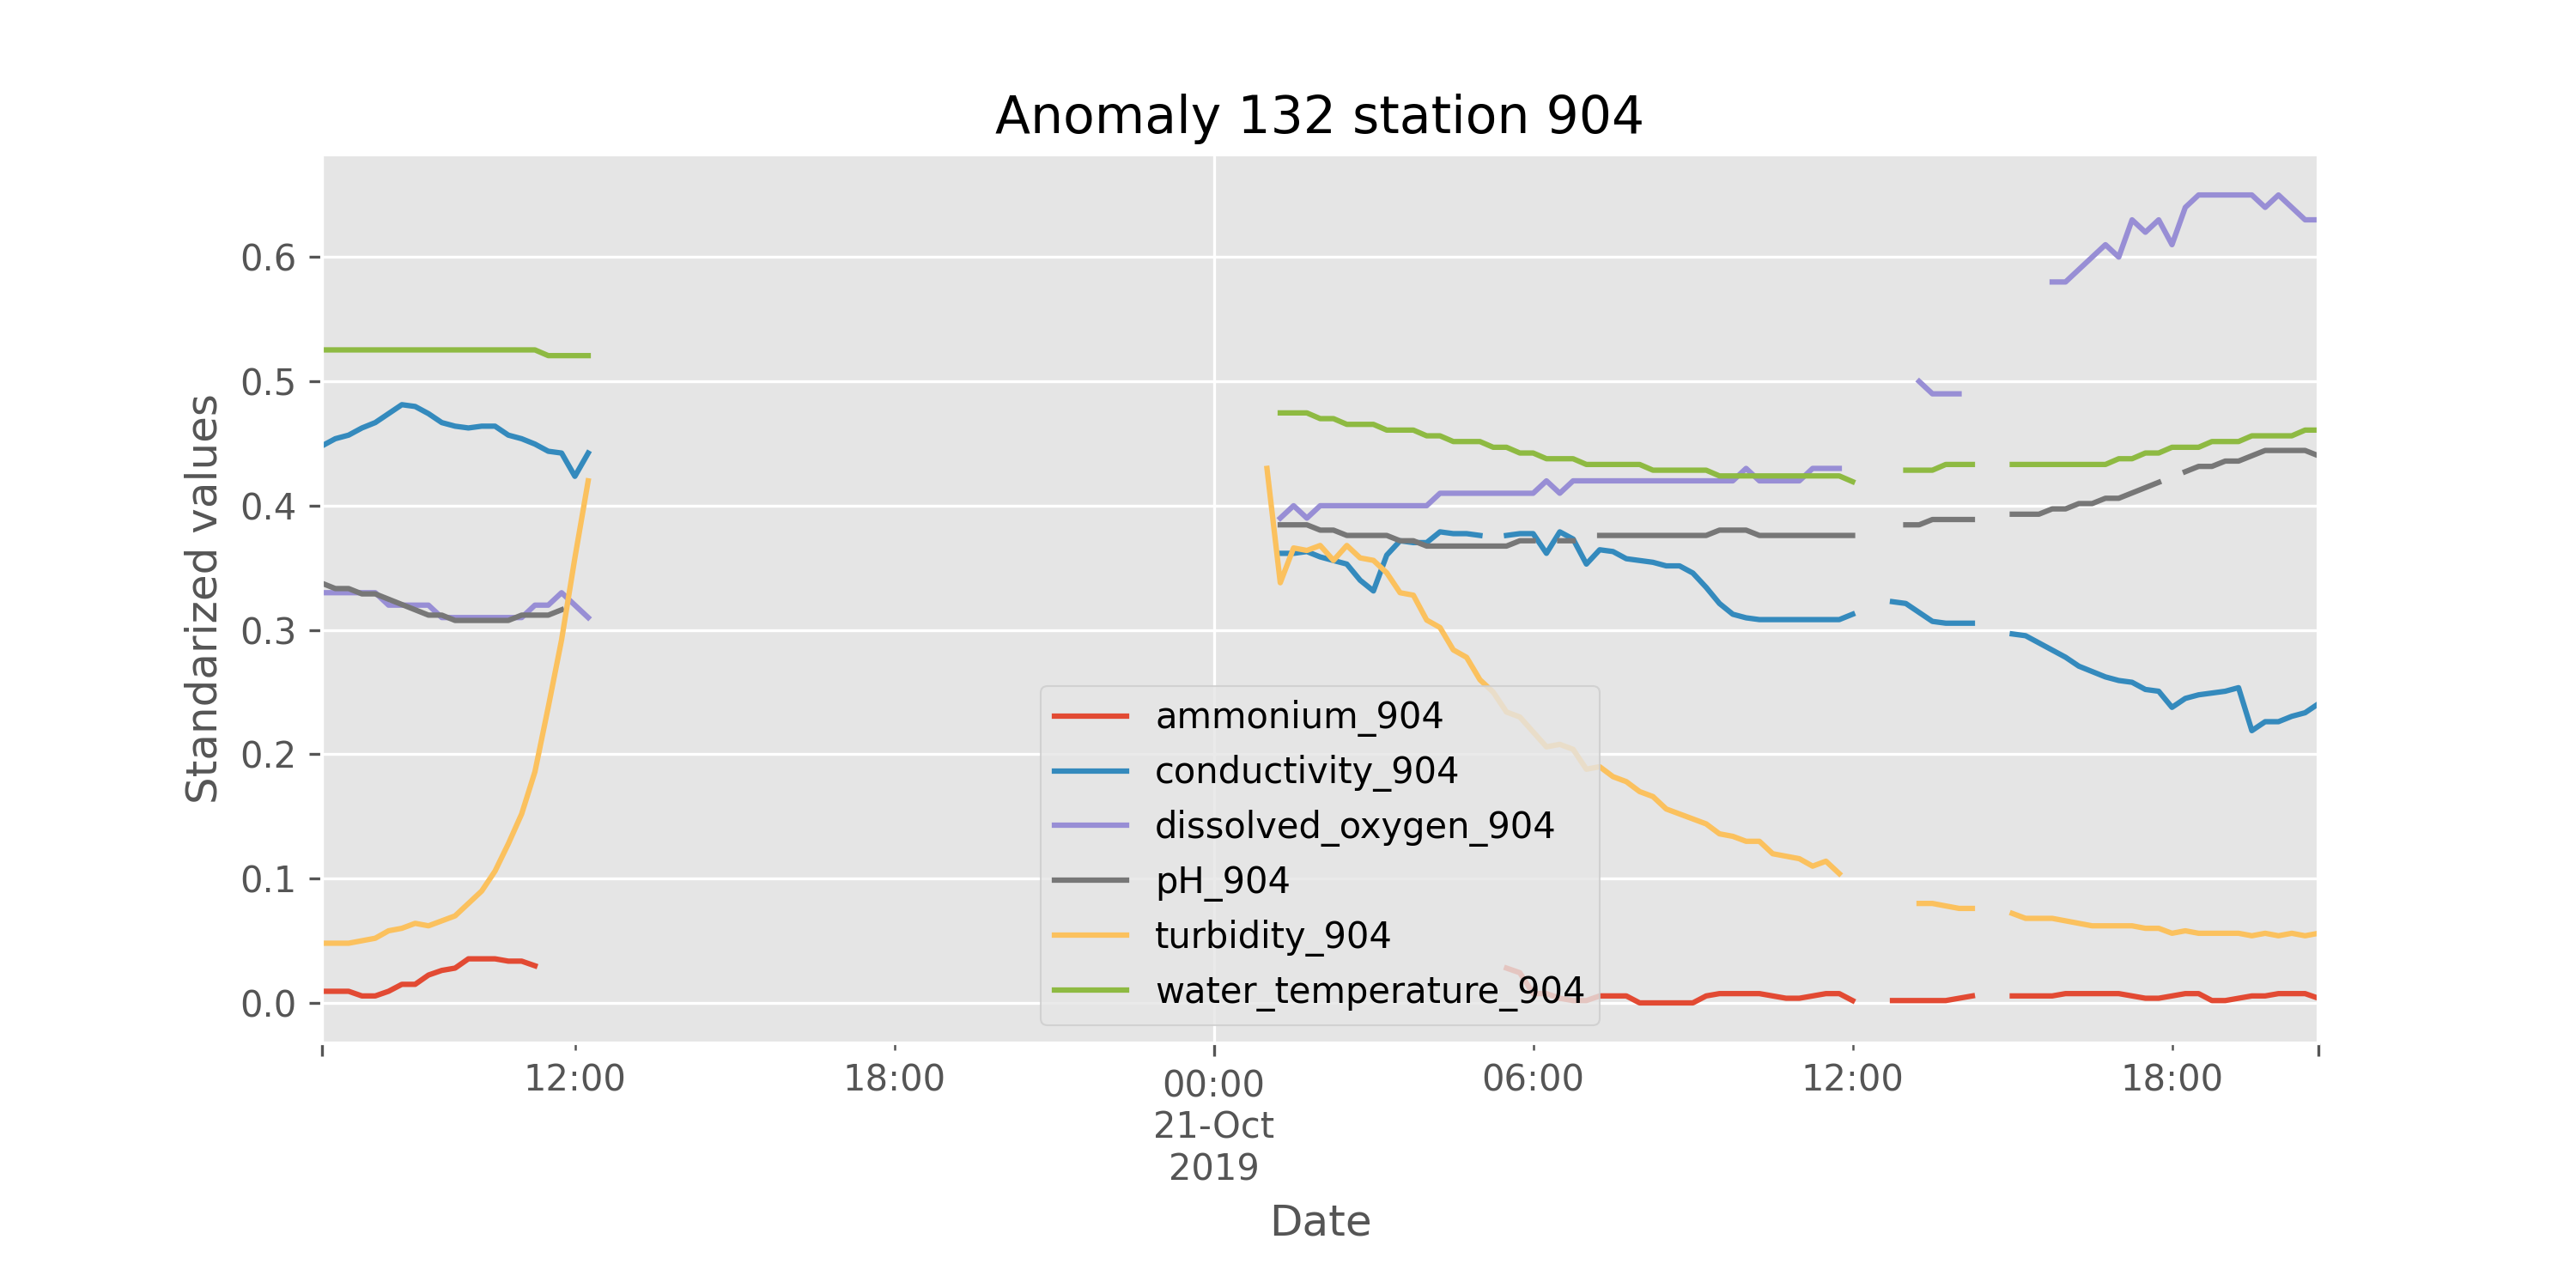 Anomaly 132 station 904
Standarized values
0.6
0.5
0.4
0.3
0.2
0.1
0.0
ammonium_904
conductivity_904
dissolved_oxygen_904
pH_904
turbidity_904
water_temperature_904
12:00
18:00
00:00
06:00
12:00
18:00
21-Oct
2019
Date